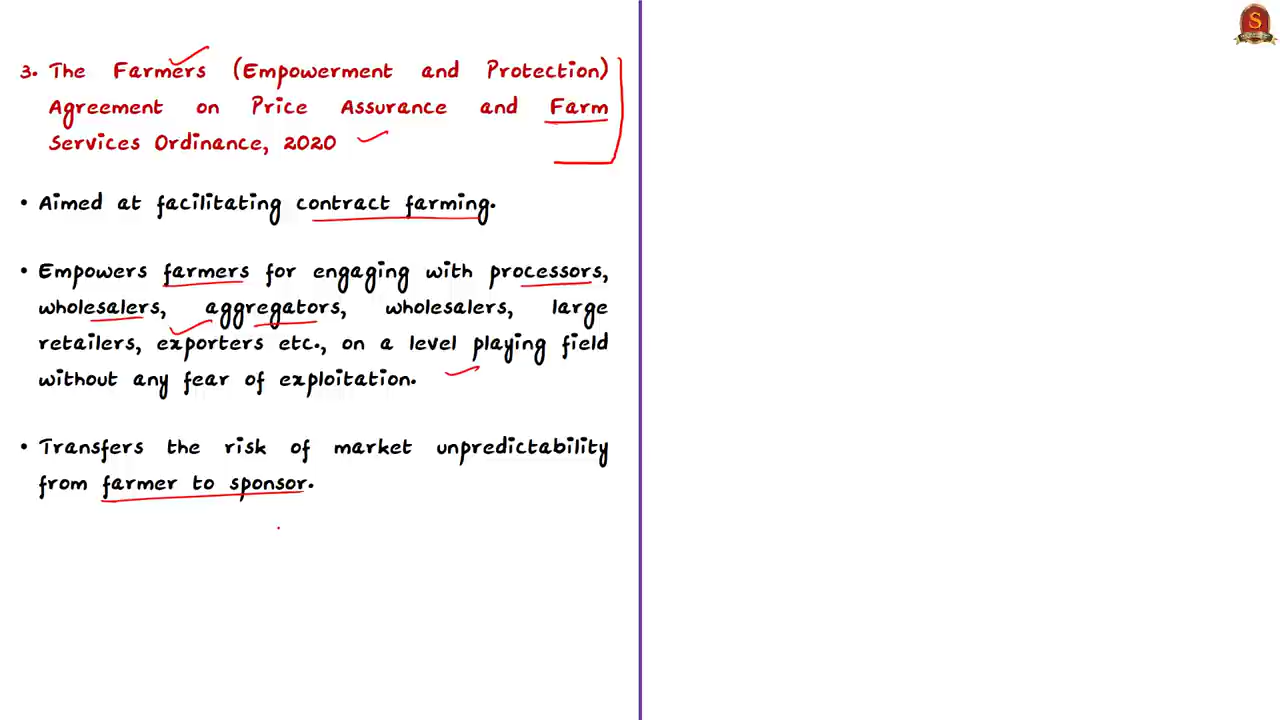 3. The Farmers (Empowerment and Protection)
Agreement on Price Assurance and Farm
Services Ordinance, 2020
• Aimed at facilitating contract farming.
• Empowers farmers for engaging with processors,
wholesalers, aggregators, wholesalers, large
retailers, exporters etc., on a level playing field
without any fear of exploitation.
• Transfers the risk of market unpredictability
from farmer to sponsor.
S